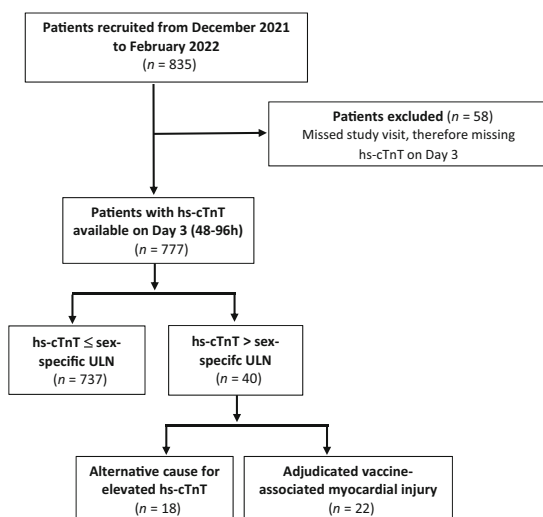 Patients recruited from December 2021
to February 2022
(n = 835)
Patients excluded (n = 58)
Missed study visit, therefore missing
hs-cTnT on Day 3
Patients with hs-cTnT
available on Day 3 (48-96h)
(n = 777)
hs-cTnT ≤ sex-
specific ULN
(n = 737)
hs-cTnT > sex-
specifc ULN
(n = 40)
Alternative cause for
elevated hs-cTnT
(n = 18)
Adjudicated vaccine-
associated myocardial injury
(n = 22)